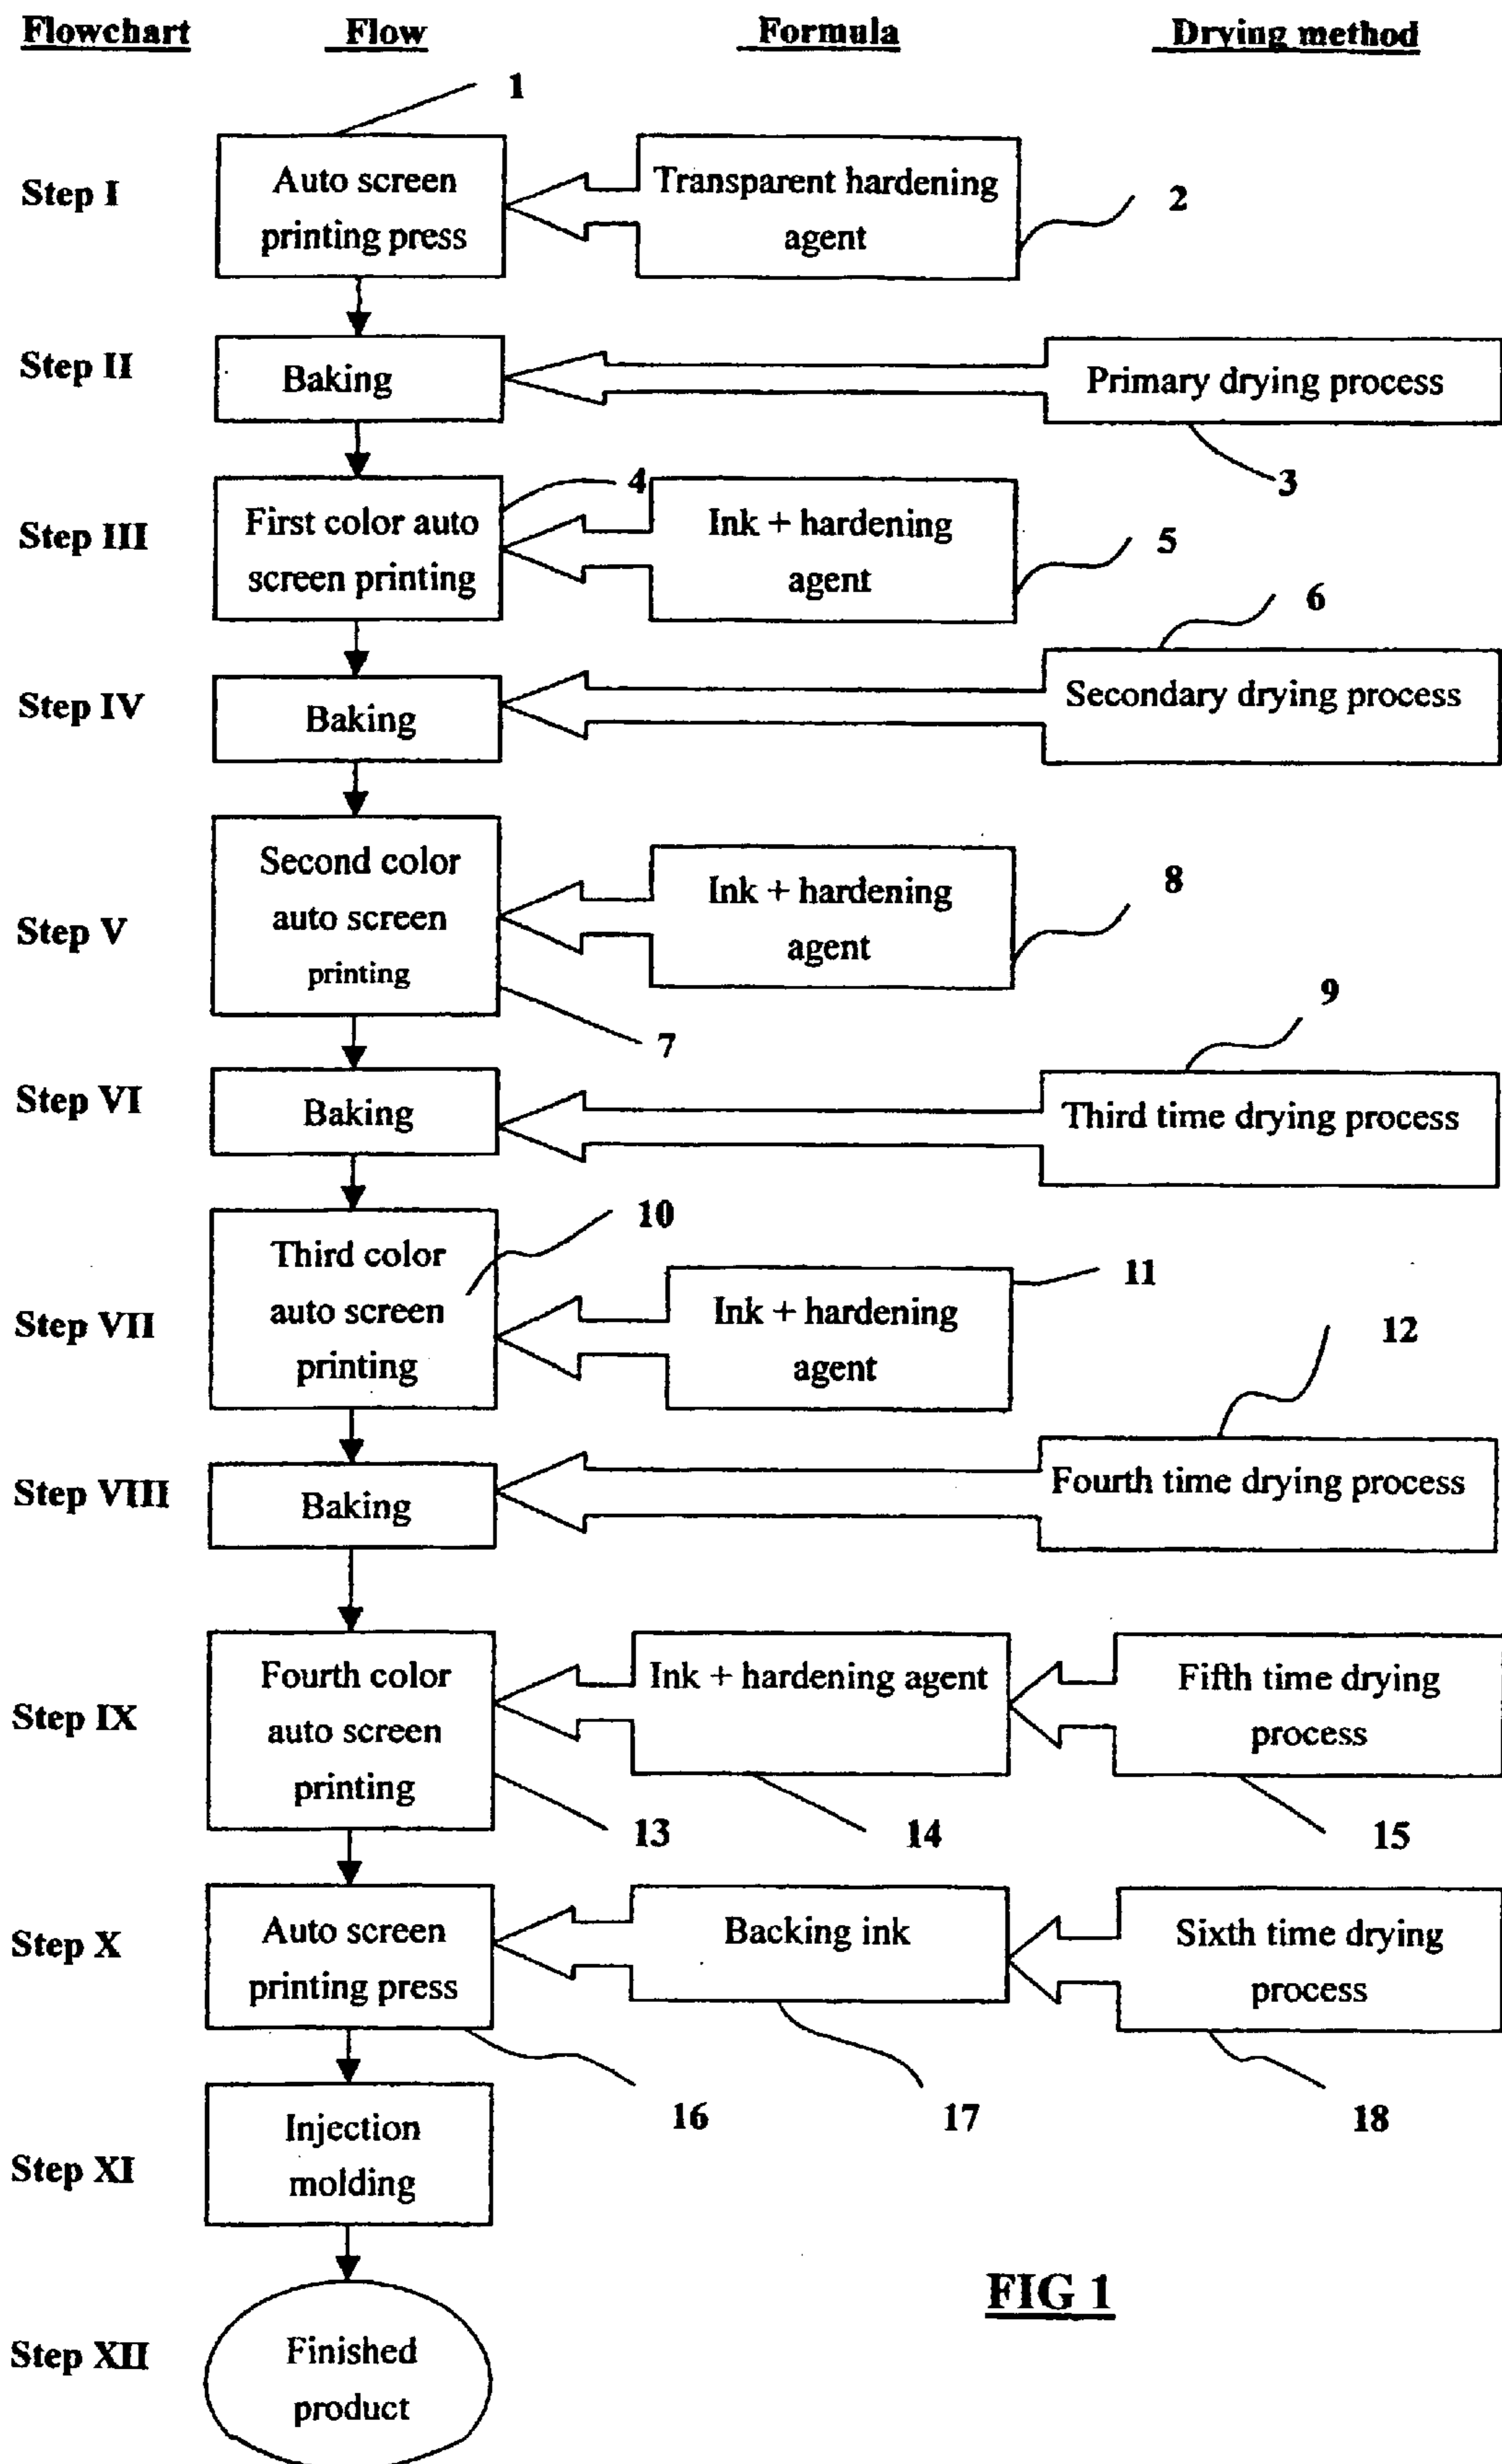 Flowchart Flow Formula Drying method
1
Step I
Auto screen
printing press
Transparent hardening
agent
2
Step II
Baking
Primary drying process
3
Step III
First color auto
screen printing
4
Ink + hardening
agent
5
6
Step IV
Baking
Secondary drying process
Step V
Second color
auto screen
printing
7
Ink + hardening
agent
8
9
Step VI
Baking
Third time drying process
Step VII
Third color
auto screen
printing
10
Ink + hardening
agent
11
12
Step VIII
Baking
Fourth time drying process
Step IX
Fourth color
auto screen
printing
13
Ink + hardening agent
14
Fifth time drying
process
15
Step X
Auto screen
printing press
16
Backing ink
17
Sixth time drying
process
18
Step XI
Injection
molding
Step XII
Finished
product
FIG 1